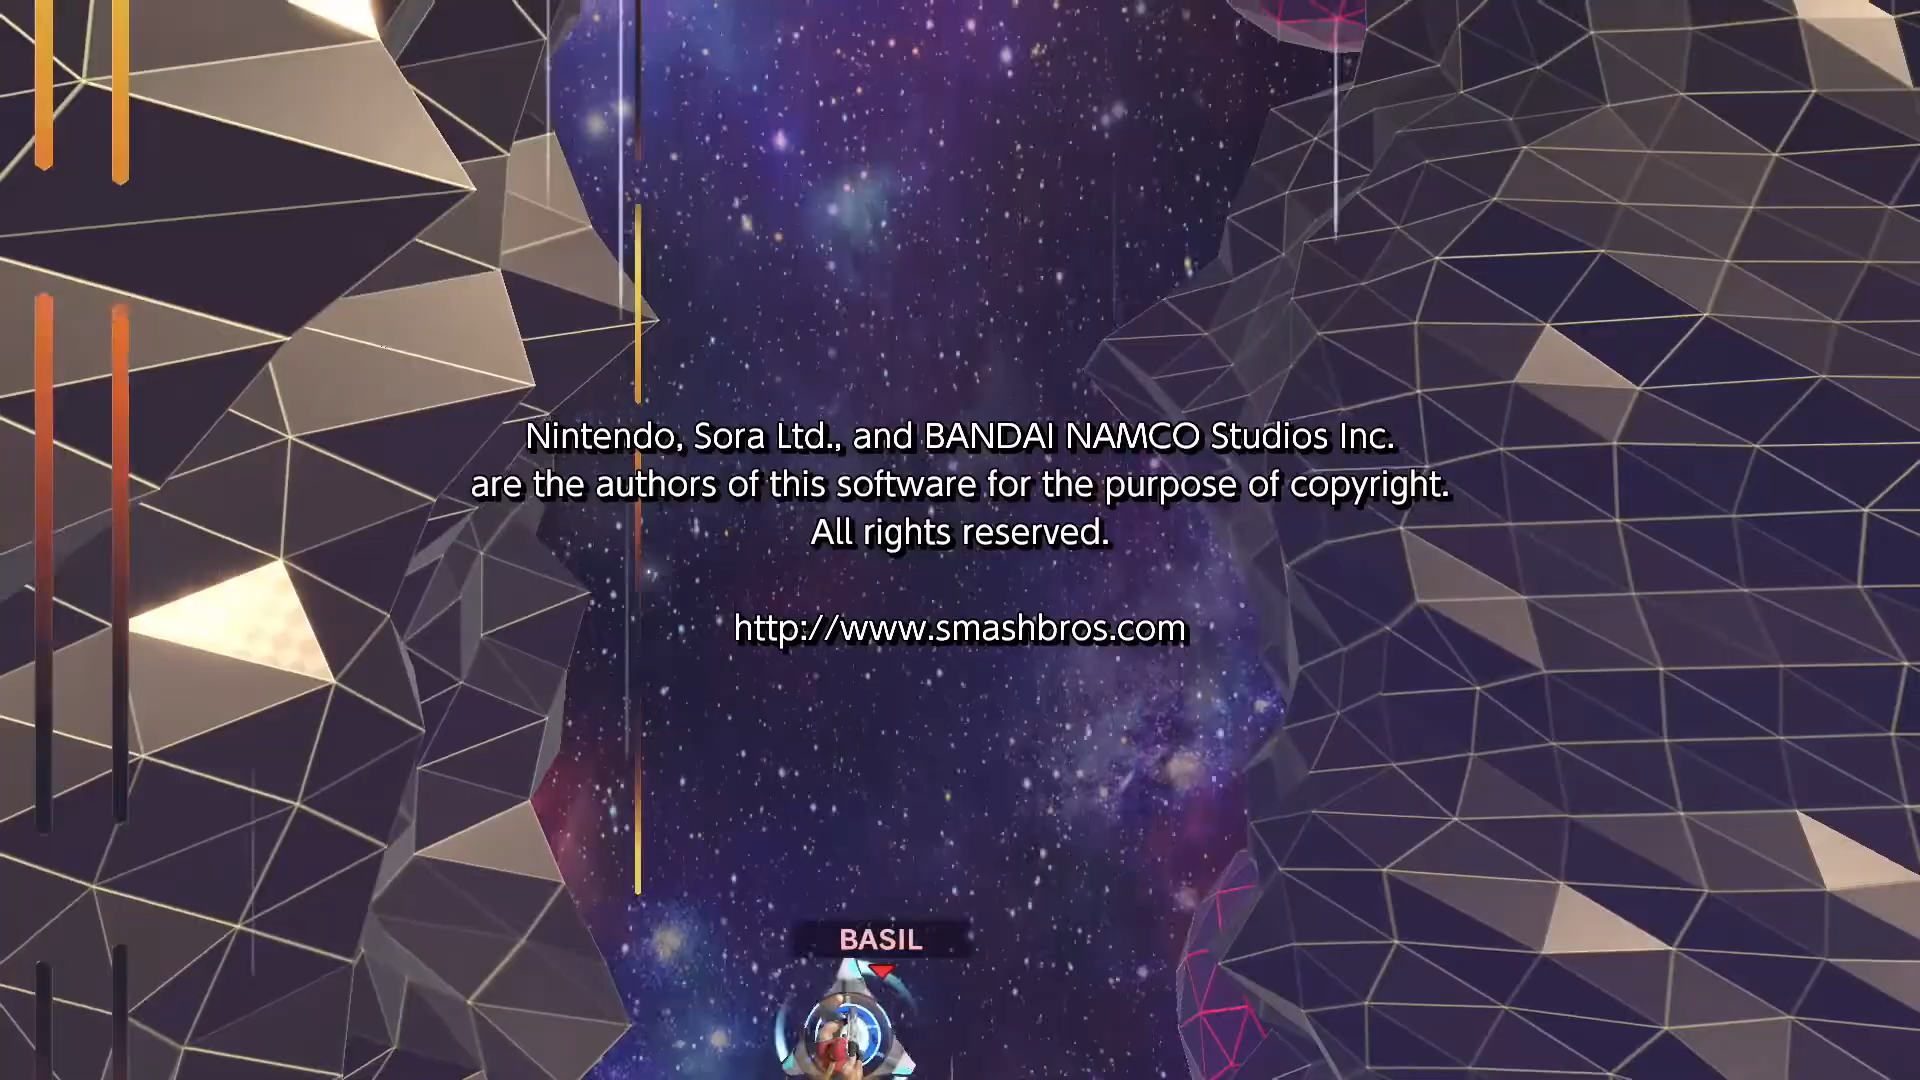 Nintendo, Sora Ltd., and BANDAI NAMCO Studios Inc.
are the authors of this software for the purpose of copyright.
All rights reserved.
http://www.smashbros.com
BASIL